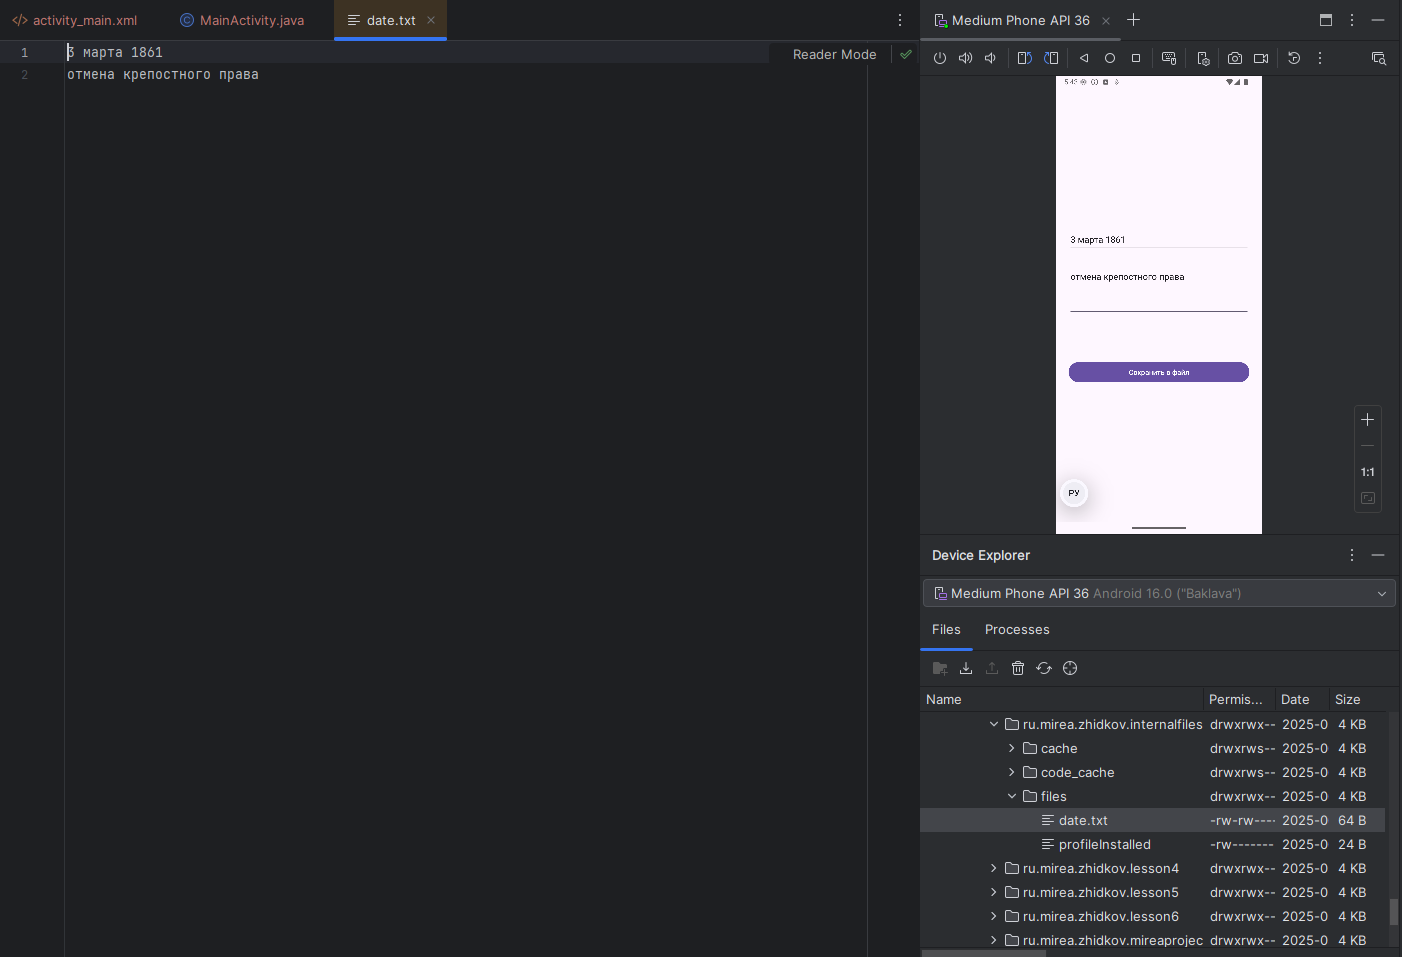 activity_main.xml
MainActivity.java
date.txt
1 3 марта 1861
2 отмена крепостного права
Reader Mode
Medium Phone API 36
5:43
3 марта 1861
отмена крепостного права
Сохранить в файл
РУ
1:1
Device Explorer
Medium Phone API 36 Android 16.0 ("Baklava")
Files Processes
Name Permis... Date Size
ru.mirea.zhidkov.internalfiles drwxrwx-- 2025-0 4 KB
cache drwxrws-- 2025-0 4 KB
code_cache drwxrws-- 2025-0 4 KB
files drwxrwx-- 2025-0 4 KB
date.txt -rw-rw---- 2025-0 64 B
profileInstalled -rw------- 2025-0 24 B
ru.mirea.zhidkov.lesson4 drwxrwx-- 2025-0 4 KB
ru.mirea.zhidkov.lesson5 drwxrwx-- 2025-0 4 KB
ru.mirea.zhidkov.lesson6 drwxrwx-- 2025-0 4 KB
ru.mirea.zhidkov.mireaprojec drwxrwx-- 2025-0 4 KB